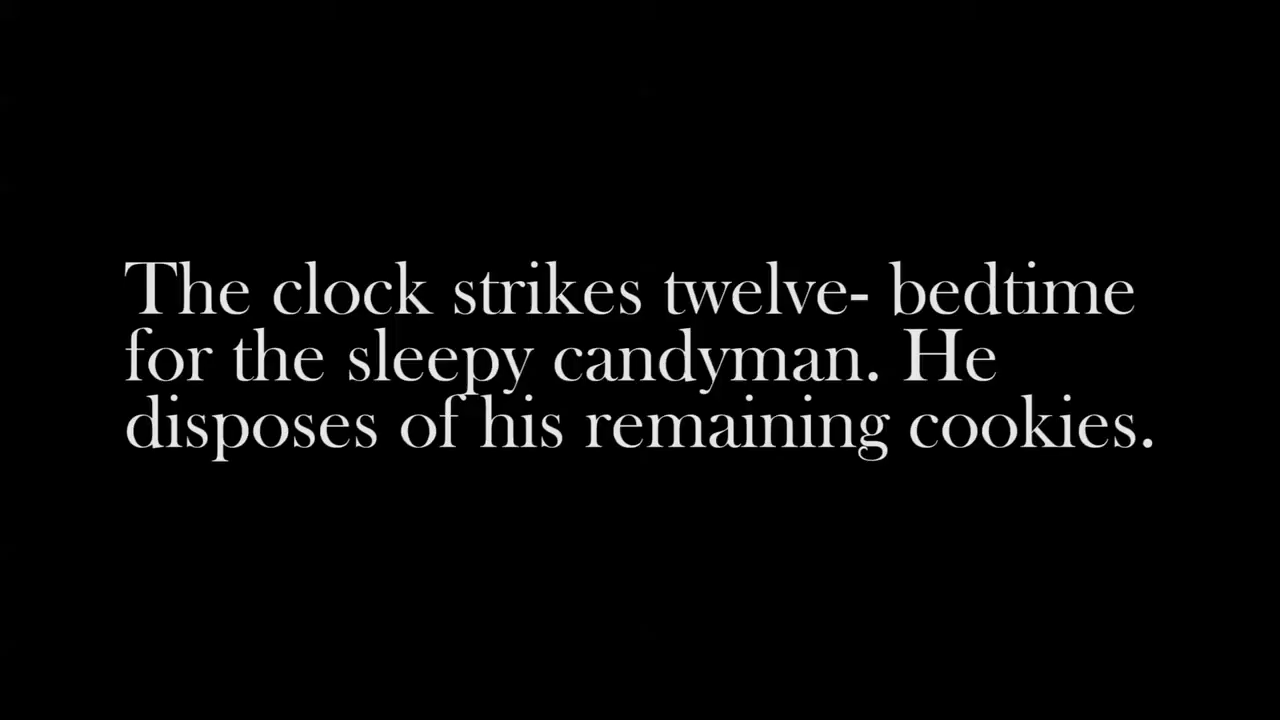 The clock strikes twelve- bedtime
for the sleepy candyman. He
disposes of his remaining cookies.